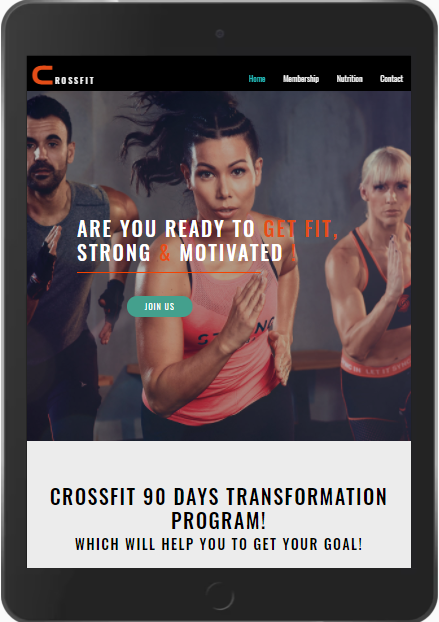 CROSSFIT
Home Membership Nutrition Contact
ARE YOU READY TO GET FIT,
STRONG & MOTIVATED
STRONG
JOIN US
CROSSFIT 90 DAYS TRANSFORMATION
PROGRAM!
WHICH WILL HELP YOU TO GET YOUR GOAL!